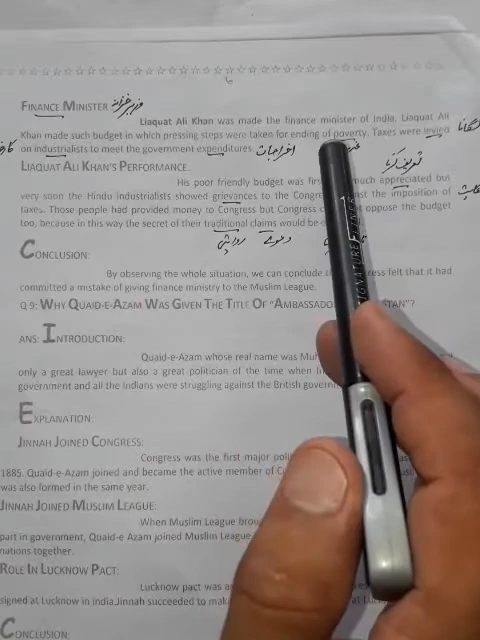 FINANCE MINISTER وزیر خزانہ
Liaquat Ali Khan was made the finance minister of India. Liaquat Ali
Khan made such budget in which pressing steps were taken for ending of poverty. Taxes were levied لگانا
on industrialists to meet the government expenditures. اخراجات
LIAQUAT ALI KHAN'S PERFORMANCE تعریف کرنا
His poor friendly budget was much appreciated but
very soon the Hindu industrialists showed grievances to the the imposition of
taxes. Those people had provided money to Congress but Congress oppose the budget
too, because in this way the secret of their traditional claims would be
روایتی دعوے
CONCLUSION:
By observing the whole situation, we can conclude felt that it had
committed a mistake of giving finance ministry to the Muslim League.
Q 9: WHY QUAID-E-AZAM WAS GIVEN THE TITLE OF "AMBASSADO STAN"?
ANS: INTRODUCTION:
Quaid-e-Azam whose real name was
only a great lawyer but also a great politician of the time when
government and all the Indians were struggling against the British
EXPLANATION:
JINNAH JOINED CONGRESS:
Congress was the first major
1885. Quaid-e-Azam joined and became the active member of
was also formed in the same year.
JINNAH JOINED MUSLIM LEAGUE:
When Muslim League
part in government, Quaid-e Azam joined Muslim League
nations together.
ROLE IN LUCKNOW PACT:
Lucknow pact was
signed at Lucknow in india.Jinnah succeeded to
CONCLUSION: